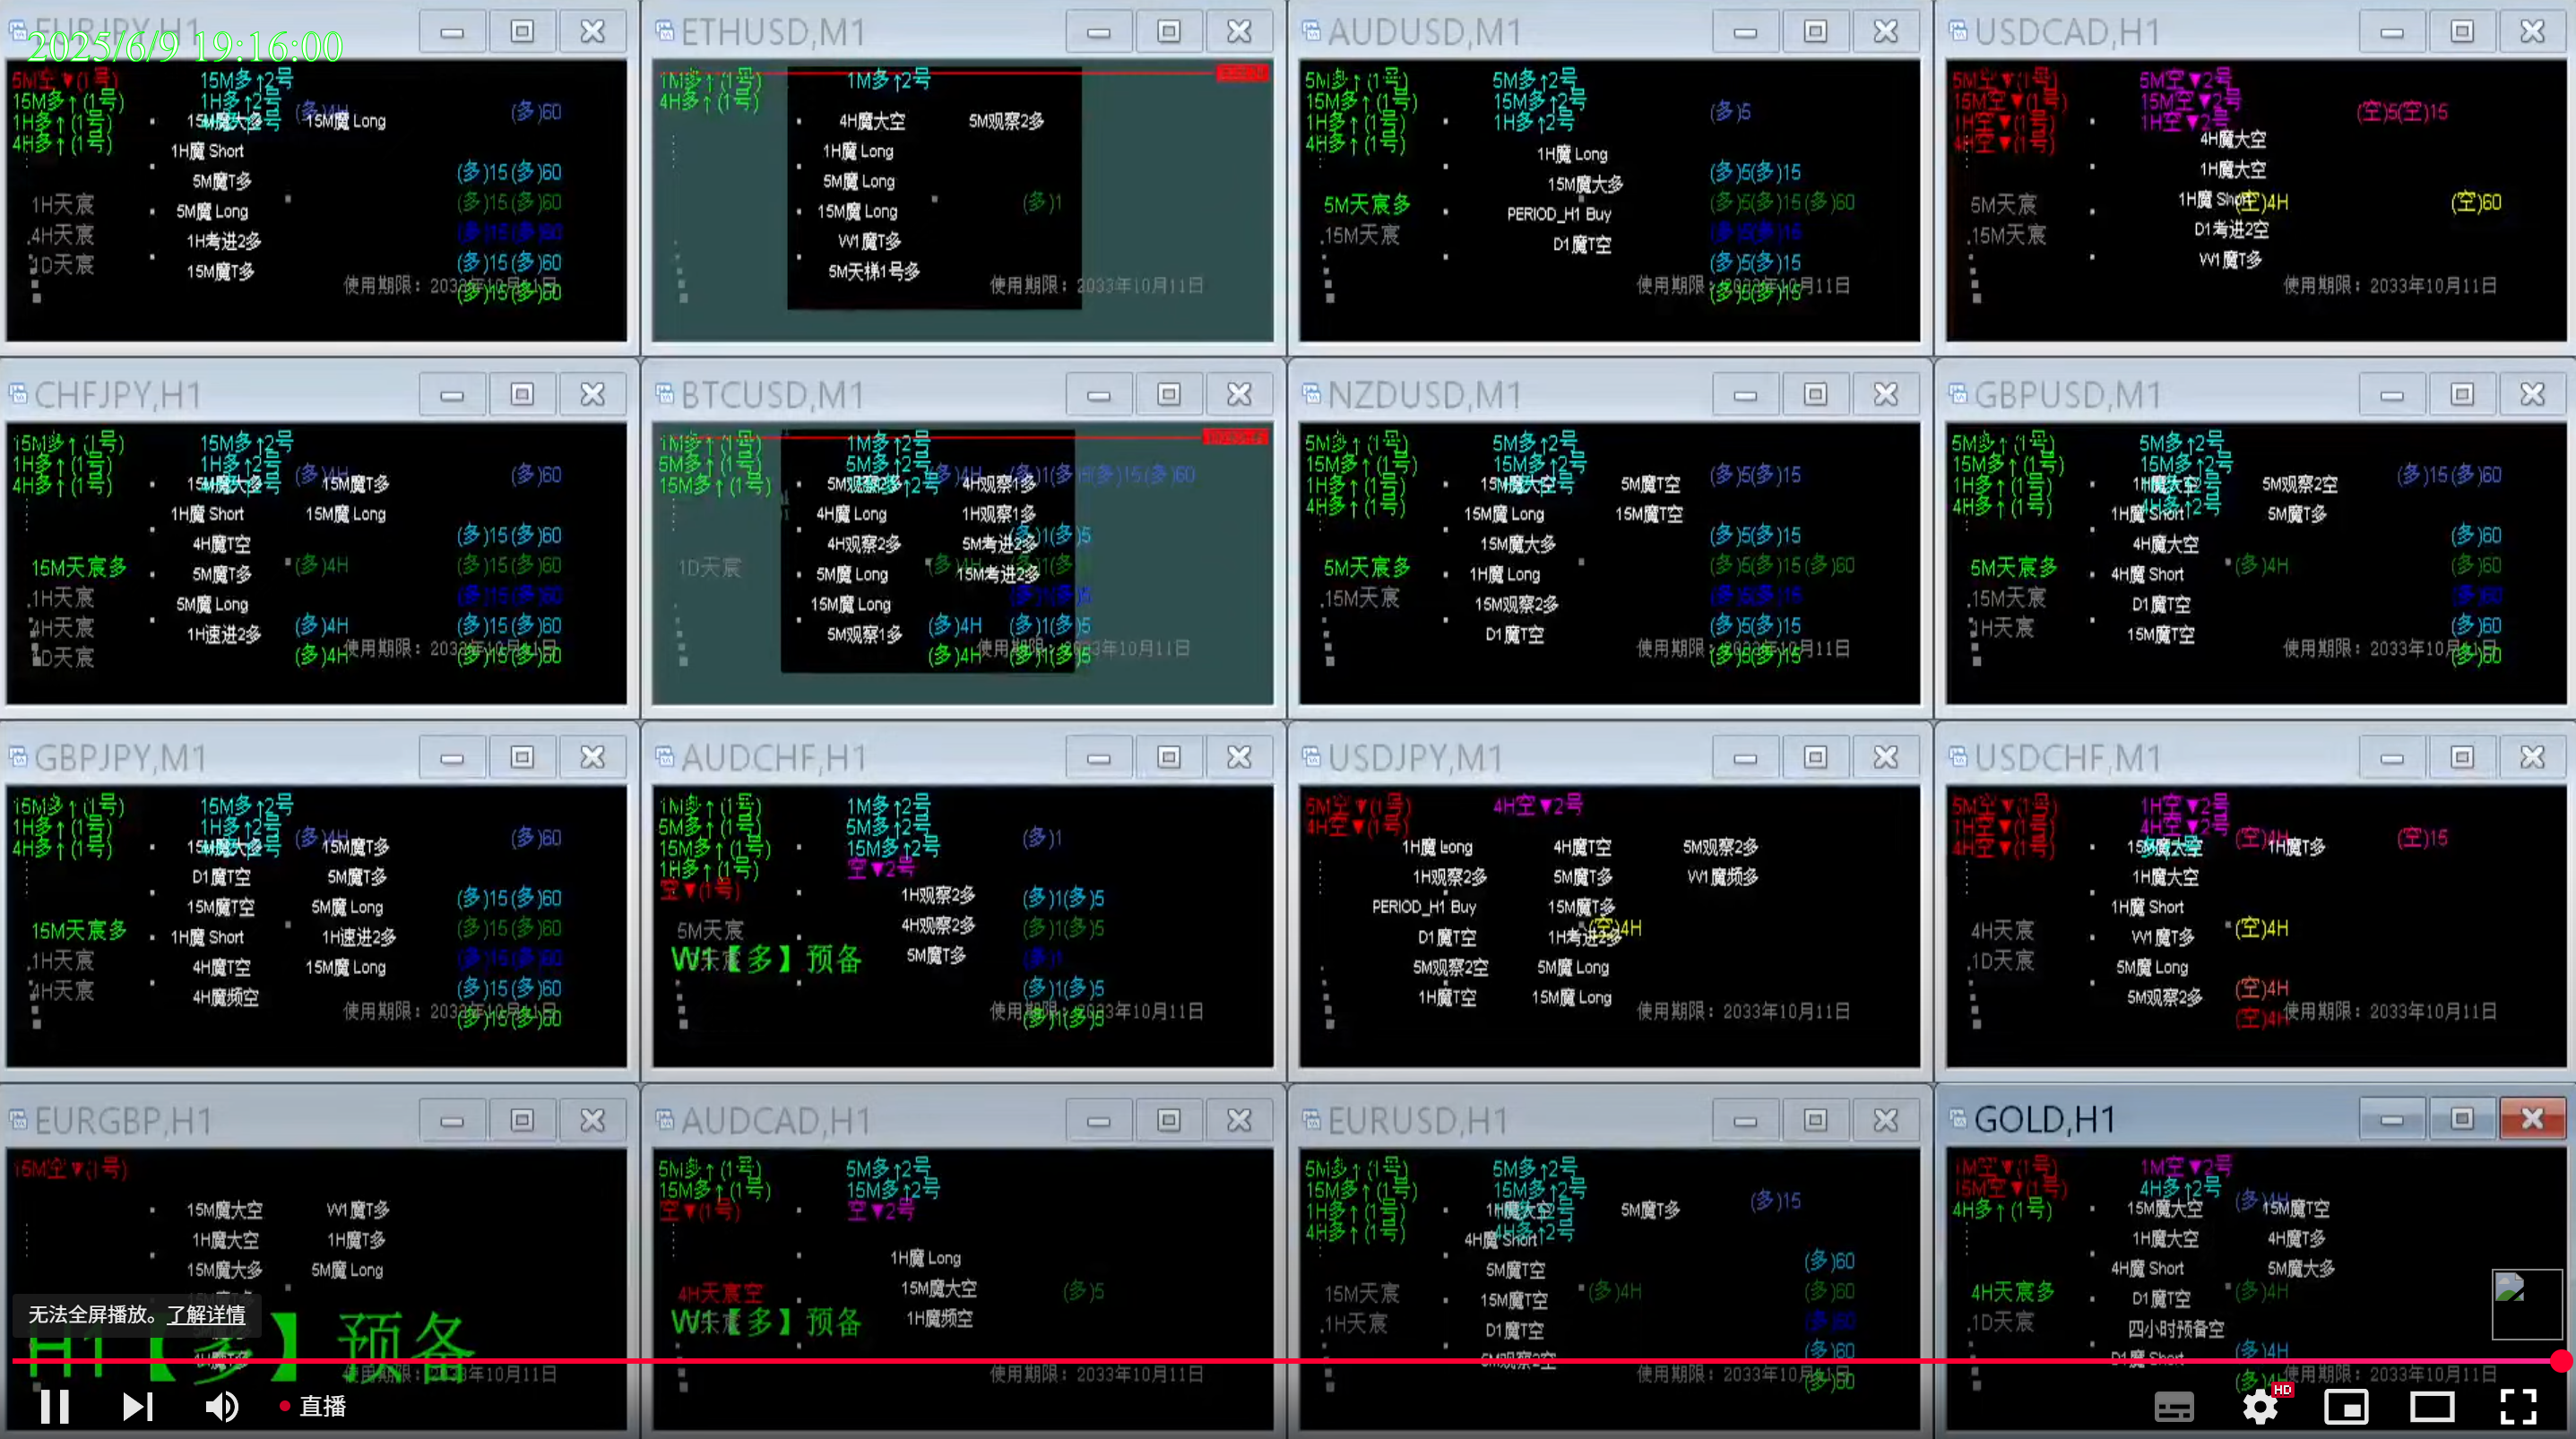 2025/6/9 19:16:00
EURJPY,H1
5M空▼(1号)
15M多↑2号
15M多↑(1号)
1H多↑2号
(多)4H
(多)60
1H多↑(1号)
15M魔大多
15M魔 Long
4H多↑(1号)
1H魔 Short
5M魔T多
(多)15(多)60
1H天宸
5M魔 Long
(多)15(多)60
4H天宸
1H考进2多
(多)15(多)60
1D天宸
15M魔T多
(多)15(多)60
使用期限：2033年10月11日
(多)15(多)60
ETHUSD,M1
1M多↑(1号)
1M多↑2号
4H多↑(1号)
4H魔大空
5M观察2多
1H魔 Long
5M魔 Long
15M魔 Long
(多)1
W1魔T多
5M天梯1号多
使用期限：2033年10月11日
AUDUSD,M1
5M多↑(1号)
5M多↑2号
15M多↑(1号)
15M多↑2号
(多)5
1H多↑(1号)
1H多↑2号
4H多↑(1号)
1H魔 Long
15M魔大多
(多)5(多)15
5M天宸多
PERIOD_H1 Buy
(多)5(多)15(多)60
.15M天宸
D1魔T空
(多)5(多)15
(多)5(多)15
使用期限：2033年10月11日
(多)5(多)15
USDCAD,H1
5M空▼(1号)
5M空▼2号
15M空▼(1号)
15M空▼2号
(空)5(空)15
1H空▼(1号)
1H空▼2号
4H空▼(1号)
4H魔大空
1H魔大空
5M天宸
1H魔 Short
(空)4H
(空)60
.15M天宸
D1考进2空
W1魔T多
使用期限：2033年10月11日
CHFJPY,H1
15M多↑(1号)
15M多↑2号
1H多↑(1号)
1H多↑2号
(多)4H
(多)60
4H多↑(1号)
15M魔大多
15M魔T多
1H魔 Short
15M魔 Long
4H魔T空
(多)15(多)60
15M天宸多
5M魔T多
(多)4H
(多)15(多)60
.1H天宸
5M魔 Long
(多)15(多)60
4H天宸
1H速进2多
(多)4H
(多)15(多)60
1D天宸
(多)4H
使用期限：2033年10月11日
(多)15(多)60
BTCUSD,M1
1M多↑(1号)
1M多↑2号
5M多↑(1号)
5M多↑2号
(多)4H
15M多↑(1号)
5M观察2多
4H观察1多
4H魔 Long
1H观察1多
4H观察2多
5M考进2多
(多)1(多)5
1D天宸
5M魔 Long
15M考进2多
15M魔 Long
5M观察1多
(多)4H
(多)1(多)5
(多)4H
使用期限：2033年10月11日
(多)1(多)5
NZDUSD,M1
5M多↑(1号)
5M多↑2号
15M多↑(1号)
15M多↑2号
(多)5(多)15
1H多↑(1号)
15M魔大空
5M魔T空
4H多↑(1号)
15M魔 Long
15M魔T空
15M魔大多
(多)5(多)15
5M天宸多
1H魔 Long
(多)5(多)15(多)60
.15M天宸
15M观察2多
(多)5(多)15
D1魔T空
(多)5(多)15
使用期限：2033年10月11日
(多)5(多)15
GBPUSD,M1
5M多↑(1号)
5M多↑2号
15M多↑(1号)
15M多↑2号
(多)15(多)60
1H多↑(1号)
1H魔大空
5M观察2空
4H多↑(1号)
1H魔 Short
5M魔T多
4H魔大空
(多)60
5M天宸多
4H魔 Short
(多)4H
(多)60
.15M天宸
D1魔T空
(多)60
1H天宸
15M魔T空
(多)60
使用期限：2033年10月11日
(多)60
GBPJPY,M1
15M多↑(1号)
15M多↑2号
1H多↑(1号)
1H多↑2号
(多)4H
(多)60
4H多↑(1号)
15M魔大多
15M魔T多
D1魔T空
5M魔T多
15M魔T空
5M魔 Long
(多)15(多)60
15M天宸多
1H魔 Short
1H速进2多
(多)15(多)60
.1H天宸
4H魔T空
15M魔 Long
(多)15(多)60
4H天宸
4H魔频空
(多)15(多)60
使用期限：2033年10月11日
(多)15(多)60
AUDCHF,H1
1M多↑(1号)
1M多↑2号
5M多↑(1号)
5M多↑2号
(多)1
15M多↑(1号)
15M多↑2号
1H多↑(1号)
空▼2号
空▼(1号)
1H观察2多
(多)1(多)5
5M天宸
4H观察2多
(多)1(多)5
W1【多】预备
5M魔T多
(多)1
(多)1(多)5
使用期限：2033年10月11日
(多)1(多)5
USDJPY,M1
5M空▼(1号)
4H空▼2号
4H空▼(1号)
1H魔 Long
4H魔T空
5M观察2多
1H观察2多
5M魔T多
W1魔频多
PERIOD_H1 Buy
15M魔T多
D1魔T空
1H考进2多
(空)4H
5M观察2空
5M魔 Long
1H魔T空
15M魔 Long
使用期限：2033年10月11日
USDCHF,M1
5M空▼(1号)
1H空▼2号
1H空▼(1号)
4H空▼2号
(空)4H
(空)15
4H空▼(1号)
15M魔大空
1H魔T多
1H魔大空
1H魔 Short
4H天宸
W1魔T多
(空)4H
.1D天宸
5M魔 Long
5M观察2多
(空)4H
(空)4H
使用期限：2033年10月11日
EURGBP,H1
15M空▼(1号)
15M魔大空
W1魔T多
1H魔大空
1H魔T多
15M魔大多
5M魔 Long
无法全屏播放。了解详情
H1【多】预备
直播
AUDCAD,H1
5M多↑(1号)
5M多↑2号
15M多↑(1号)
15M多↑2号
空▼(1号)
空▼2号
1H魔 Long
4H天宸空
15M魔大空
(多)5
W1【多】预备
1H魔频空
使用期限：2033年10月11日
EURUSD,H1
5M多↑(1号)
5M多↑2号
15M多↑(1号)
15M多↑2号
(多)15
1H多↑(1号)
1H魔大空
5M魔T多
4H多↑(1号)
4H多↑2号
4H魔 Short
5M魔T空
(多)60
15M天宸
15M魔T空
(多)4H
(多)60
.1H天宸
D1魔T空
(多)60
5M观察2空
(多)60
使用期限：2033年10月11日
(多)60
GOLD,H1
1M空▼(1号)
1M空▼2号
15M空▼(1号)
4H多↑2号
(多)4H
4H多↑(1号)
15M魔大空
15M魔T空
1H魔大空
4H魔T多
4H魔 Short
5M魔大多
4H天宸多
D1魔T空
(多)4H
.1D天宸
四小时预备空
D1魔 Short
(多)4H
(多)4H
使用期限：2033年10月11日
HD